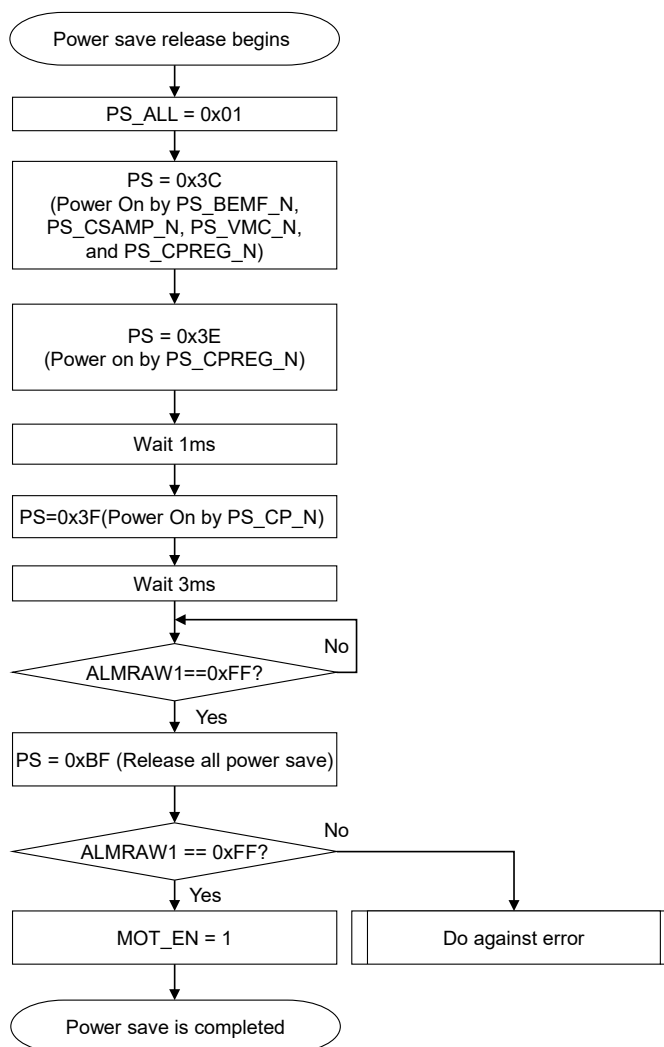 Power save release begins
PS_ALL = 0x01
PS = 0x3C
(Power On by PS_BEMF_N,
PS_CSAMP_N, PS_VMC_N,
and PS_CPREG_N)
PS = 0x3E
(Power on by PS_CPREG_N)
Wait 1ms
PS=0x3F(Power On by PS_CP_N)
Wait 3ms
No
ALMRAW1==0xFF?
Yes
PS = 0xBF (Release all power save)
No
ALMRAW1 == 0xFF?
Yes
MOT_EN = 1
Do against error
Power save is completed